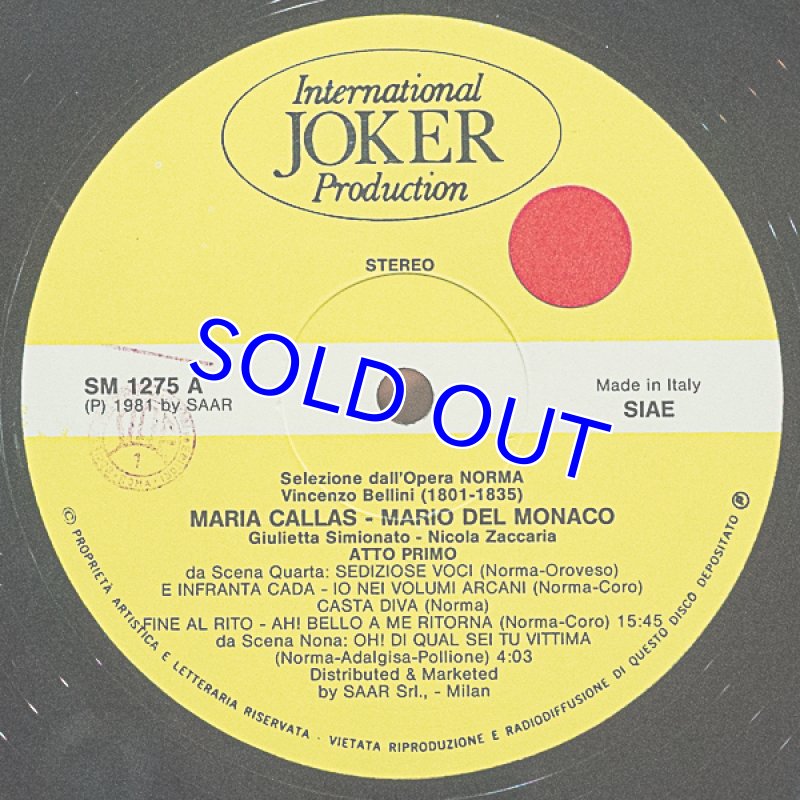 International
JOKER
Production
STEREO
SOLD OUT
SM 1275 A
(P) 1981 by SAAR
Made in Italy
SIAE
Selezione dall'Opera NORMA
Vincenzo Bellini (1801-1835)
MARIA CALLAS - MARIO DEL MONACO
Giulietta Simionato - Nicola Zaccaria
ATTO PRIMO
da Scena Quarta: SEDIZIOSE VOCI (Norma-Oroveso)
E INFRANTA CADA - IO NEI VOLUMI ARCANI (Norma-Coro)
CASTA DIVA (Norma)
FINE AL RITO - AH! BELLO A ME RITORNA (Norma-Coro) 15:45
da Scena Nona: OH! DI QUAL SEI TU VITTIMA
(Norma-Adalgisa-Pollione) 4:03
Distributed & Marketed
by SAAR Srl., - Milan
© PROPRIETÀ ARTISTICA E LETTERARIA RISERVATA - VIETATA RIPRODUZIONE E RADIODIFFUSIONE DI QUESTO DISCO DEPOSITATO ℗